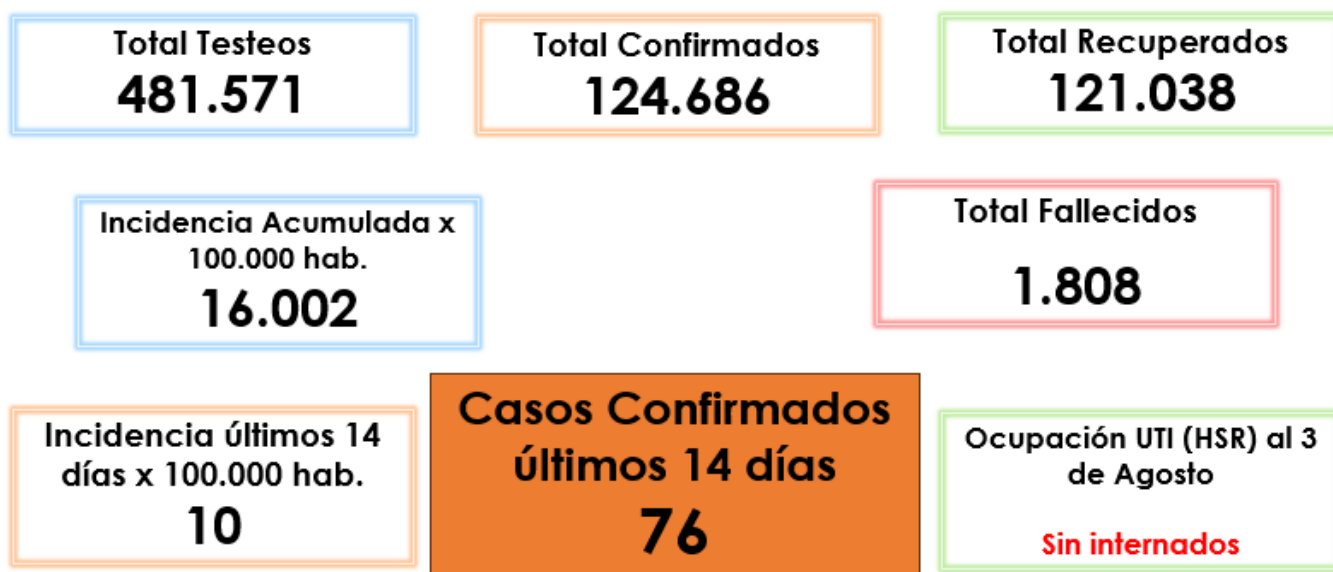 Total Testeos
481.571
Total Confirmados
124.686
Total Recuperados
121.038
Incidencia Acumulada x
100.000 hab.
16.002
Total Fallecidos
1.808
Incidencia últimos 14
días x 100.000 hab.
10
Casos Confirmados
últimos 14 días
76
Ocupación UTI (HSR) al 3
de Agosto
Sin internados